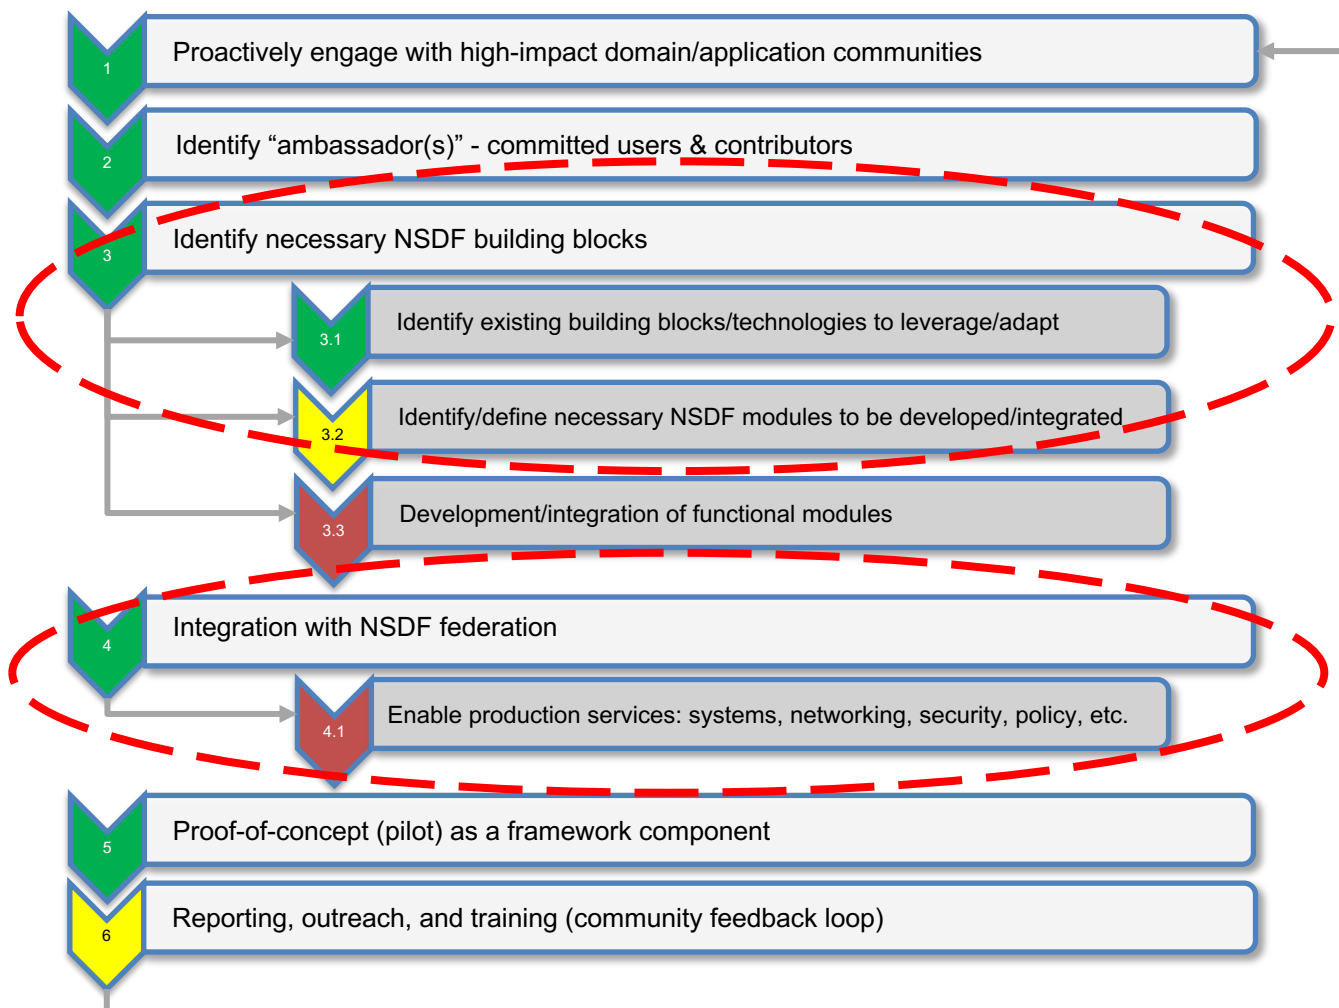 1
Proactively engage with high-impact domain/application communities
2
Identify “ambassador(s)” - committed users & contributors
3
Identify necessary NSDF building blocks
3.1
Identify existing building blocks/technologies to leverage/adapt
3.2
Identify/define necessary NSDF modules to be developed/integrated
3.3
Development/integration of functional modules
4
Integration with NSDF federation
4.1
Enable production services: systems, networking, security, policy, etc.
5
Proof-of-concept (pilot) as a framework component
6
Reporting, outreach, and training (community feedback loop)